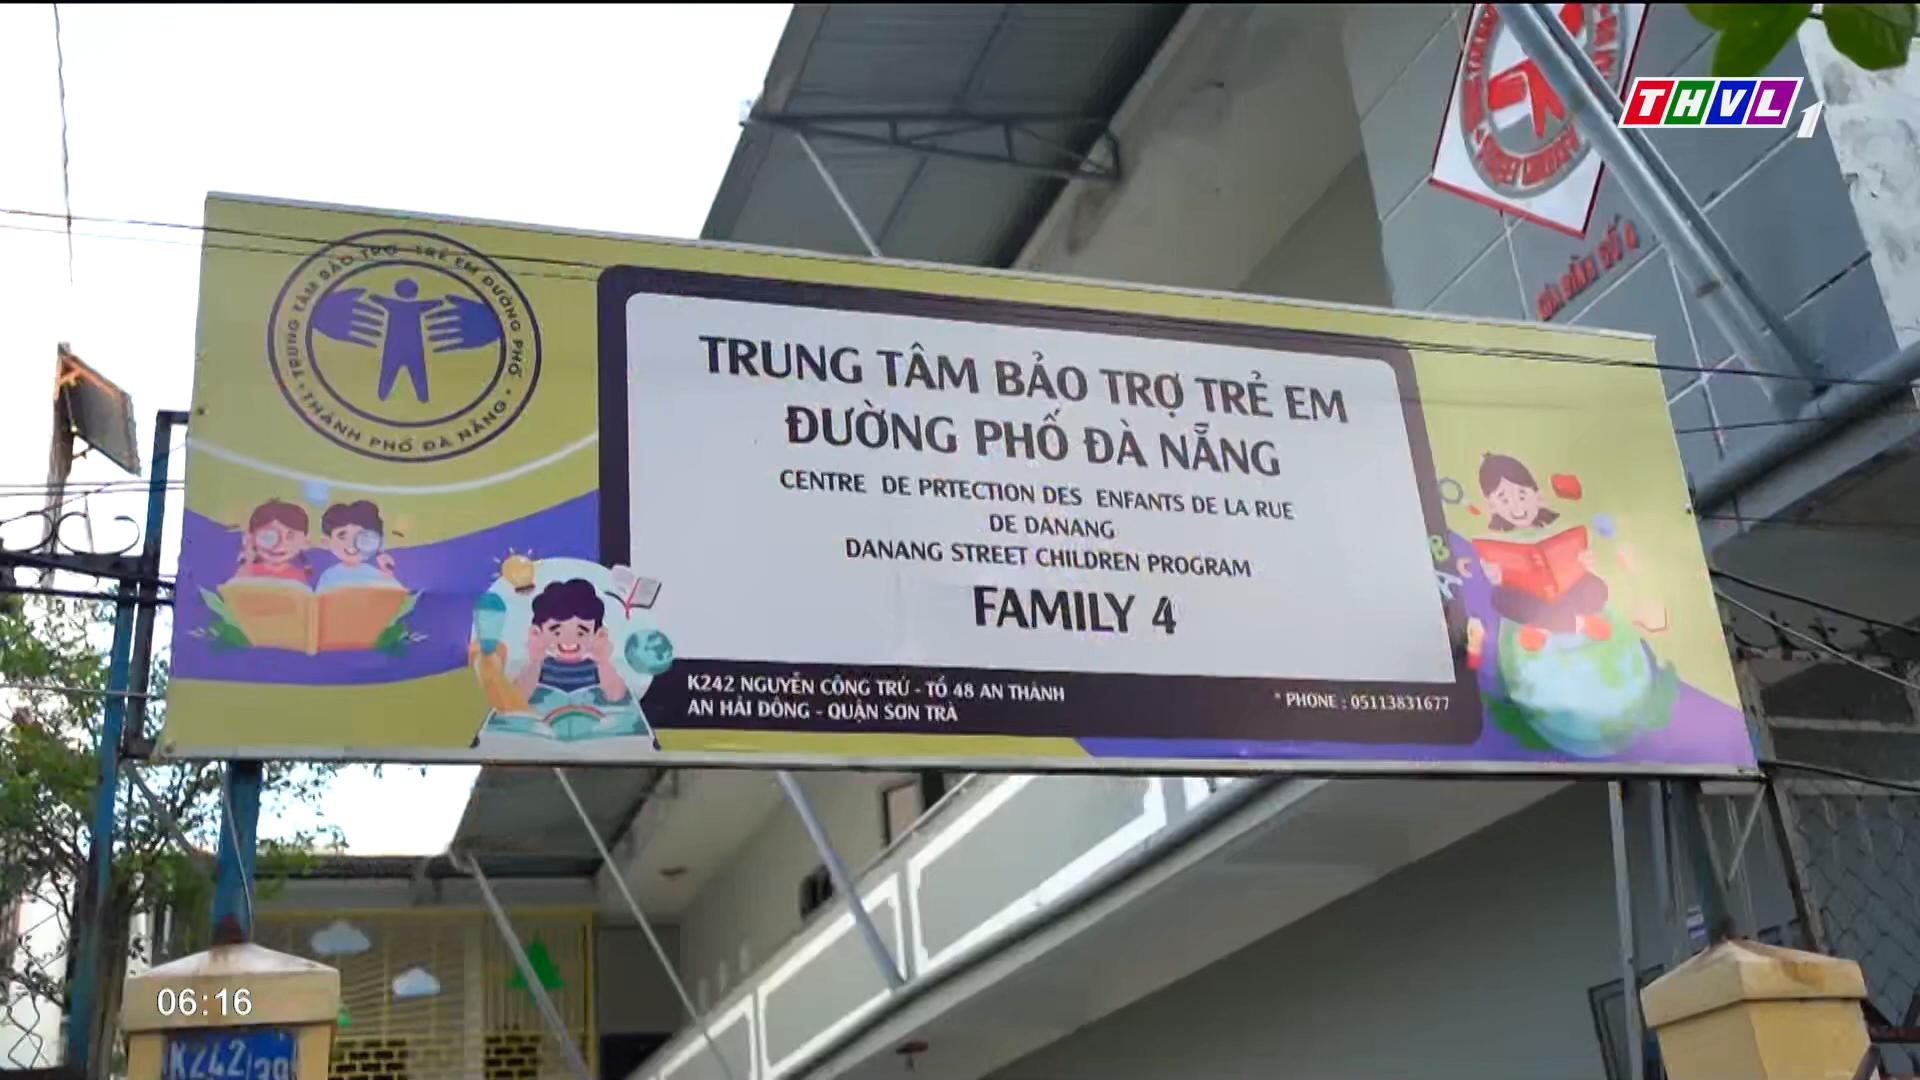 THVL1
TRUNG TÂM BẢO TRỢ TRẺ EM ĐƯỜNG PHỐ
THÀNH PHỐ ĐÀ NẴNG
TRUNG TÂM BẢO TRỢ TRẺ EM
ĐƯỜNG PHỐ ĐÀ NẴNG
CENTRE DE PRTECTION DES ENFANTS DE LA RUE
DE DANANG
DANANG STREET CHILDREN PROGRAM
FAMILY 4
K242 NGUYỄN CÔNG TRỨ - TỔ 48 AN THÀNH
AN HẢI ĐÔNG - QUẬN SƠN TRÀ
* PHONE : 05113831677
06:16
K242/39